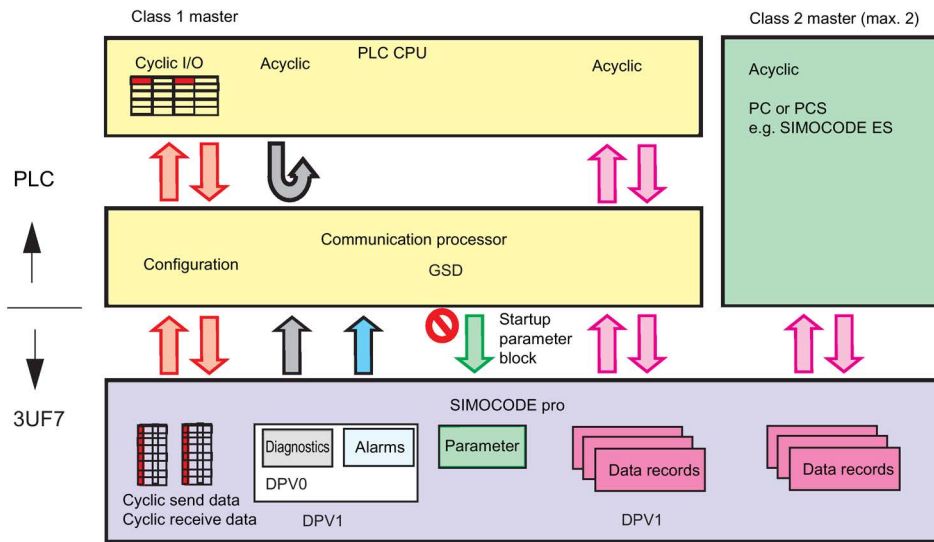 Class 1 master
Class 2 master (max. 2)
PLC CPU
Cyclic I/O
Acyclic
Acyclic
Acyclic
PC or PCS
e.g. SIMOCODE ES
PLC
Communication processor
Configuration
GSD
Startup
parameter
block
3UF7
SIMOCODE pro
Diagnostics
Alarms
Parameter
Data records
Data records
DPV0
Cyclic send data
Cyclic receive data
DPV1
DPV1